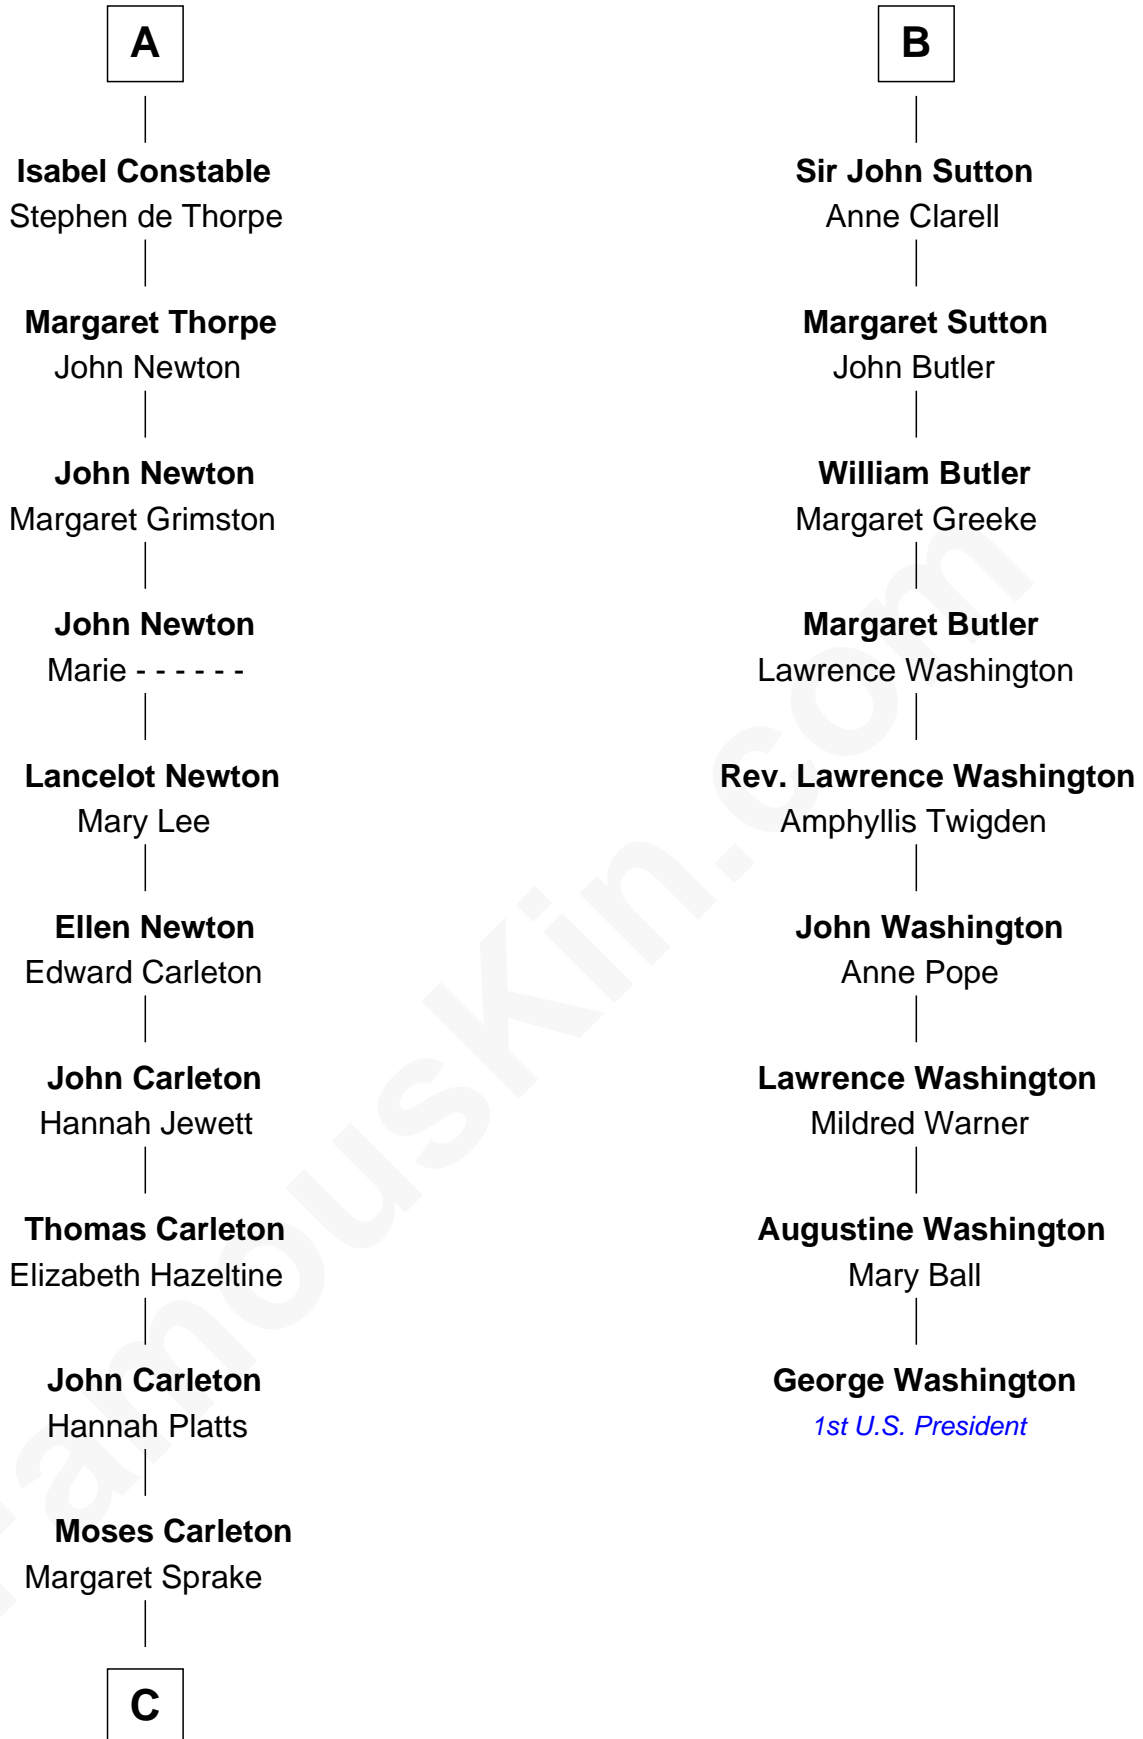 A
Isabel Constable
Stephen de Thorpe
Margaret Thorpe
John Newton
John Newton
Margaret Grimston
John Newton
Marie - - - - - -
Lancelot Newton
Mary Lee
Ellen Newton
Edward Carleton
John Carleton
Hannah Jewett
Thomas Carleton
Elizabeth Hazeltine
John Carleton
Hannah Platts
Moses Carleton
Margaret Sprake
C
B
Sir John Sutton
Anne Clarell
Margaret Sutton
John Butler
William Butler
Margaret Greeke
Margaret Butler
Lawrence Washington
Rev. Lawrence Washington
Amphyllis Twigden
John Washington
Anne Pope
Lawrence Washington
Mildred Warner
Augustine Washington
Mary Ball
George Washington
1st U.S. President
FamousKin.com